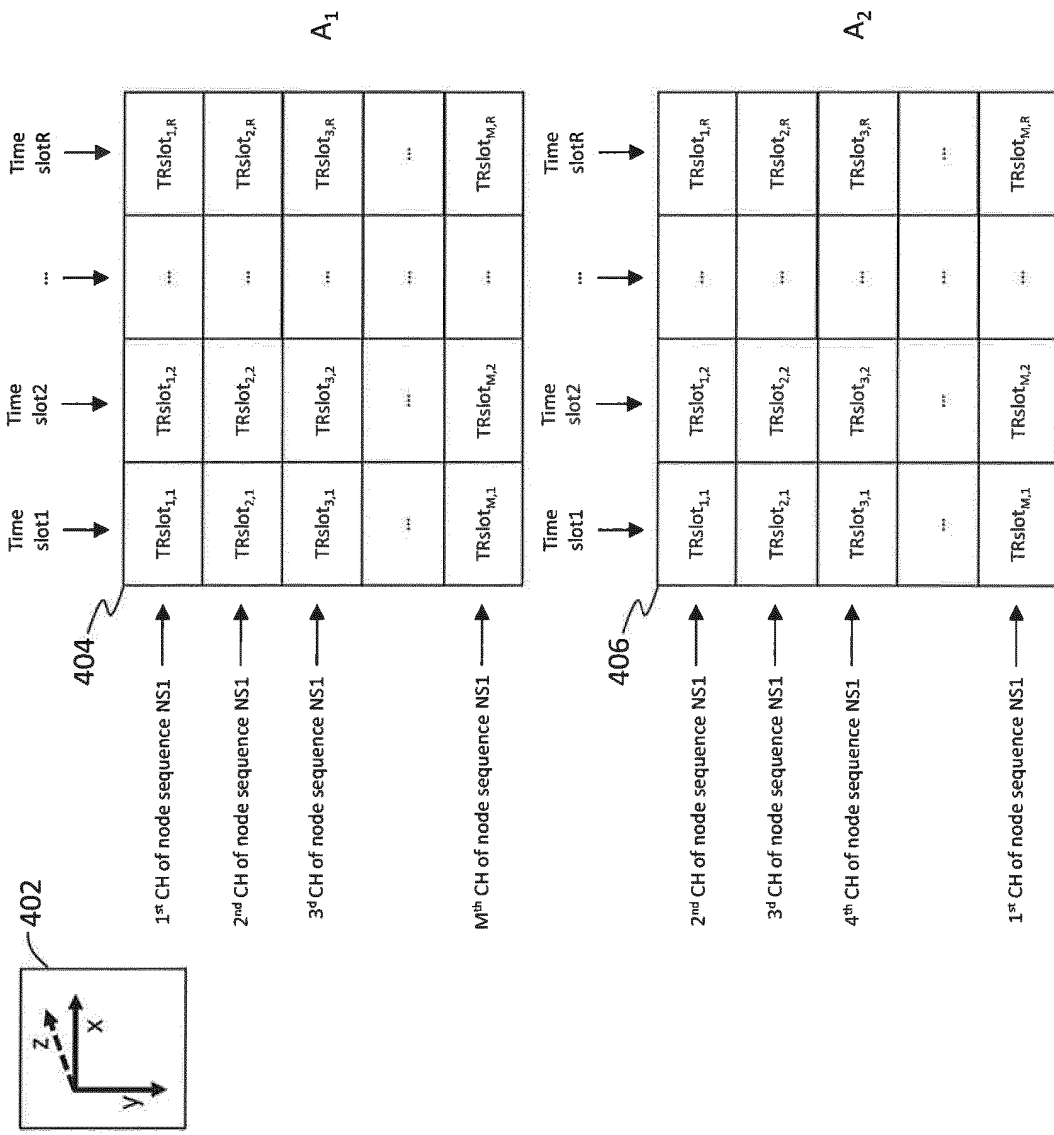 402
z
x
y
Time slot1
Time slot2
...
Time slotR
404
1st CH of node sequence NS1
TRslot1,1
TRslot1,2
...
TRslot1,R
2nd CH of node sequence NS1
TRslot2,1
TRslot2,2
...
TRslot2,R
3d CH of node sequence NS1
TRslot3,1
TRslot3,2
...
TRslot3,R
...
...
...
...
Mth CH of node sequence NS1
TRslotM,1
TRslotM,2
...
TRslotM,R
A1
Time slot1
Time slot2
...
Time slotR
406
2nd CH of node sequence NS1
TRslot1,1
TRslot1,2
...
TRslot1,R
3d CH of node sequence NS1
TRslot2,1
TRslot2,2
...
TRslot2,R
4th CH of node sequence NS1
TRslot3,1
TRslot3,2
...
TRslot3,R
...
...
...
...
1st CH of node sequence NS1
TRslotM,1
TRslotM,2
...
TRslotM,R
A2